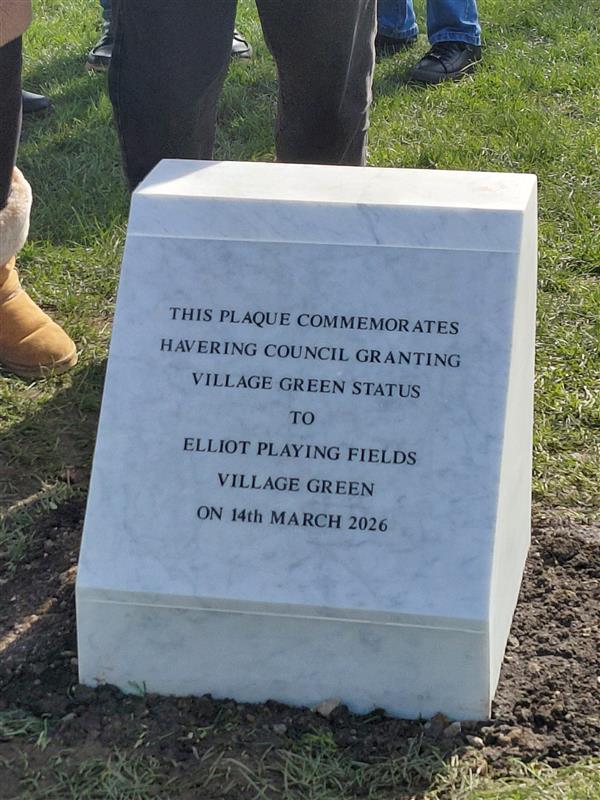 THIS PLAQUE COMMEMORATES
HAVERING COUNCIL GRANTING
VILLAGE GREEN STATUS
TO
ELLIOT PLAYING FIELDS
VILLAGE GREEN
ON 14th MARCH 2026